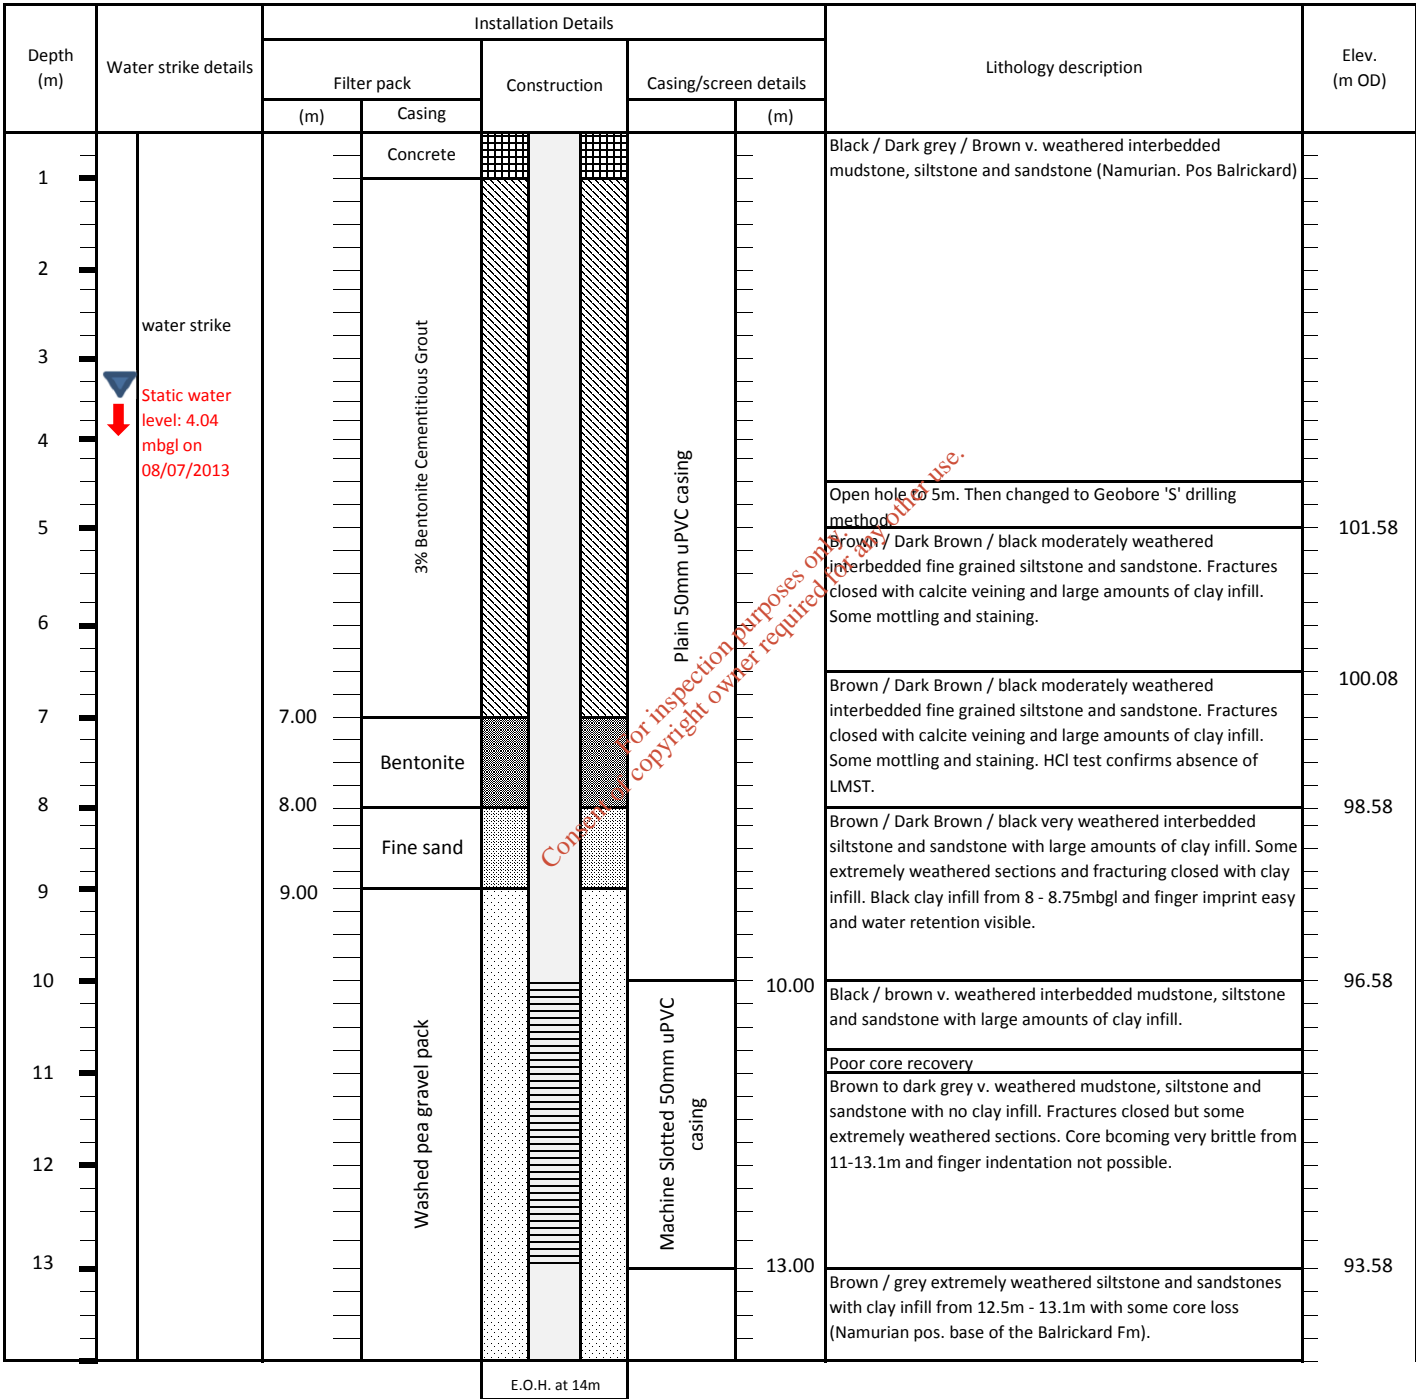 Installation Details
Depth
(m)
Water strike details
Filter pack
Construction
Casing/screen details
Lithology description
Elev.
(m OD)
(m)
Casing
(m)
Concrete
Black / Dark grey / Brown v. weathered interbedded
mudstone, siltstone and sandstone (Namurian. Pos Balrickard)
1
2
3
4
5
6
7
8
9
10
11
12
13
water strike
Static water
level: 4.04
mbgl on
08/07/2013
3% Bentonite Cementitious Grout
7.00
Bentonite
8.00
Fine sand
9.00
Washed pea gravel pack
Plain 50mm uPVC casing
10.00
Machine Slotted 50mm uPVC
casing
13.00
Open hole to 5m. Then changed to Geobore 'S' drilling
method
101.58
Brown / Dark Brown / black moderately weathered
interbedded fine grained siltstone and sandstone. Fractures
closed with calcite veining and large amounts of clay infill.
Some mottling and staining.
100.08
Brown / Dark Brown / black moderately weathered
interbedded fine grained siltstone and sandstone. Fractures
closed with calcite veining and large amounts of clay infill.
Some mottling and staining. HCl test confirms absence of
LMST.
98.58
Brown / Dark Brown / black very weathered interbedded
siltstone and sandstone with large amounts of clay infill. Some
extremely weathered sections and fracturing closed with clay
infill. Black clay infill from 8 - 8.75mbgl and finger imprint easy
and water retention visible.
96.58
Black / brown v. weathered interbedded mudstone, siltstone
and sandstone with large amounts of clay infill.
Poor core recovery
Brown to dark grey v. weathered mudstone, siltstone and
sandstone with no clay infill. Fractures closed but some
extremely weathered sections. Core bcoming very brittle from
11-13.1m and finger indentation not possible.
93.58
Brown / grey extremely weathered siltstone and sandstones
with clay infill from 12.5m - 13.1m with some core loss
(Namurian pos. base of the Balrickard Fm).
E.O.H. at 14m
For inspection purposes only.
Consent of copyright owner required for any other use.